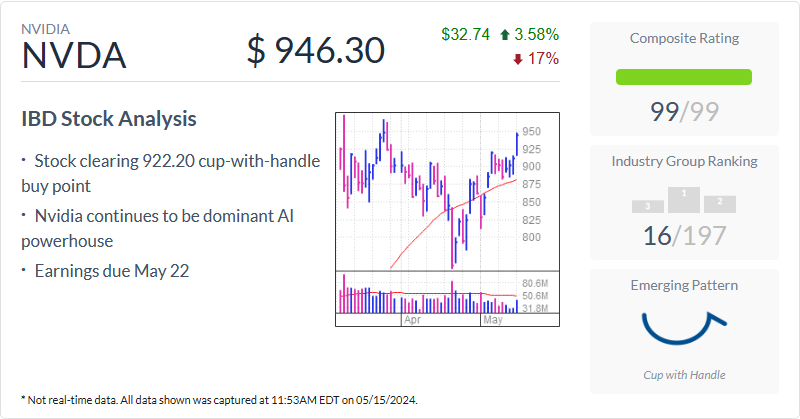 NVIDIA
NVDA
$ 946.30
$32.74 3.58%
17%
IBD Stock Analysis
· Stock clearing 922.20 cup-with-handle
buy point
· Nvidia continues to be dominant AI
powerhouse
· Earnings due May 22
950
925
900
875
850
825
800
80.6M
50.6M
31.8M
Apr
May
Composite Rating
99/99
Industry Group Ranking
3
1
2
16/197
Emerging Pattern
Cup with Handle
* Not real-time data. All data shown was captured at 11:53AM EDT on 05/15/2024.